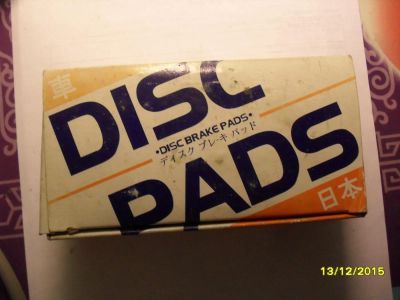 車
DISC
•DISC BRAKE PADS•
ディスク ブレーキ パッド
PADS
日本
13/12/2015